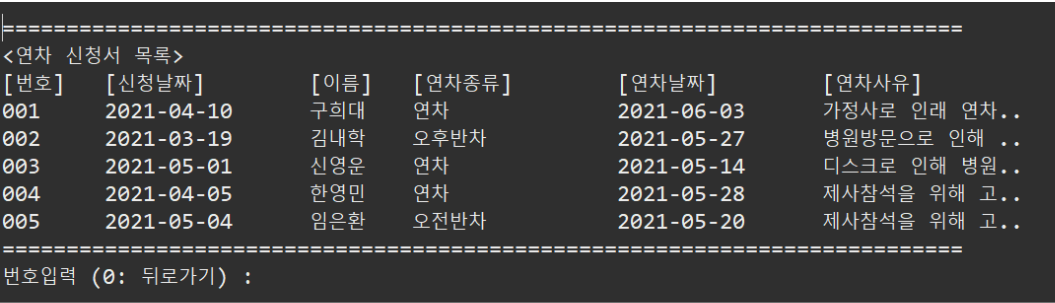 ===========================================================================
<연차 신청서 목록>
[번호] [신청날짜] [이름] [연차종류] [연차날짜] [연차사유]
001 2021-04-10 구희대 연차 2021-06-03 가정사로 인래 연차..
002 2021-03-19 김내학 오후반차 2021-05-27 병원방문으로 인해 ..
003 2021-05-01 신영운 연차 2021-05-14 디스크로 인해 병원..
004 2021-04-05 한영민 연차 2021-05-28 제사참석을 위해 고..
005 2021-05-04 임은환 오전반차 2021-05-20 제사참석을 위해 고..
===========================================================================
번호입력 (0: 뒤로가기) :